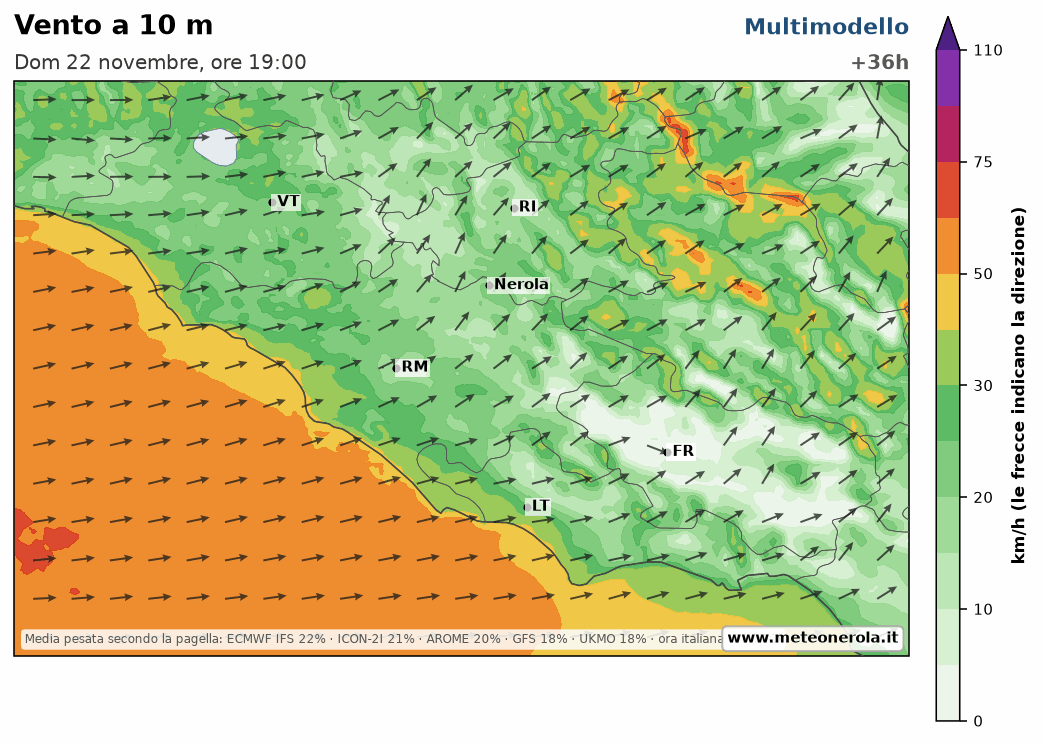 Vento a 10 m
Multimodello
Dom 22 novembre, ore 19:00
+36h
110
75
50
30
20
10
0
km/h (le frecce indicano la direzione)
VT
RI
Nerola
RM
FR
LT
Media pesata secondo la pagella: ECMWF IFS 22% · ICON-2I 21% · AROME 20% · GFS 18% · UKMO 18% · ora italiana
www.meteonerola.it